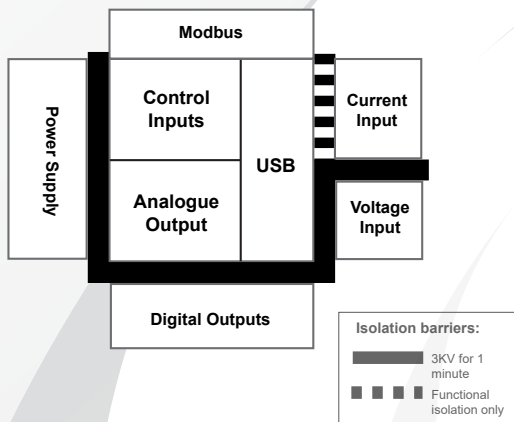 Modbus
Power Supply
Control
Inputs
USB
Current
Input
Analogue
Output
Voltage
Input
Digital Outputs
Isolation barriers:
3KV for 1
minute
Functional
isolation only